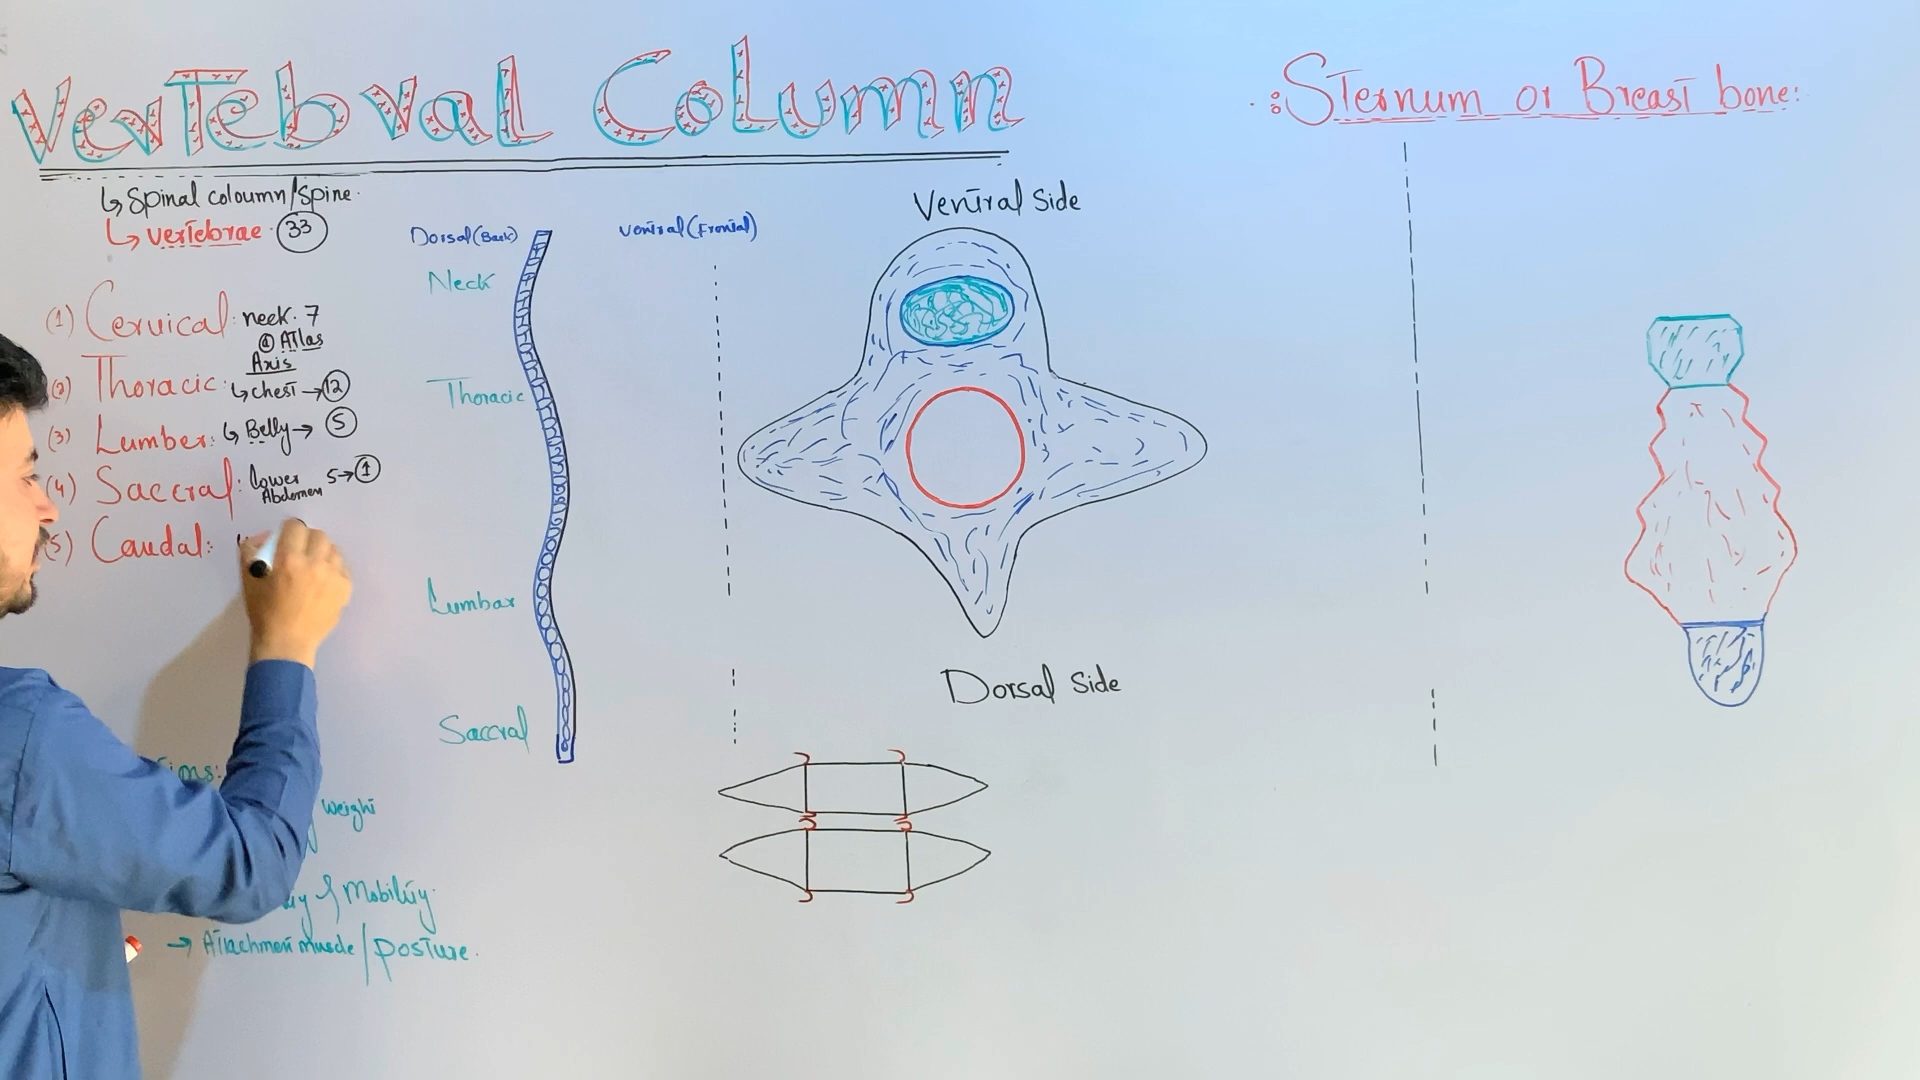 Vertebral Column
↳ Spinal coloumn/Spine.
↳ vertebrae. 33
(1) Cervical: neek. 7
① Atlas
Axis
(2) Thoracic: ↳ chest → 12
(3) Lumber: ↳ Belly → 5
(4) Saccral: lower Abdomen 5 → 1
(5) Caudal:
weight
& Mobility.
→ Attachment muscle / posture.
Dorsal (Back)
Neck
Thoracic
Lumbar
Saccral
ventral (Frontal)
Ventral Side
Dorsal Side
Sternum or Breast bone: